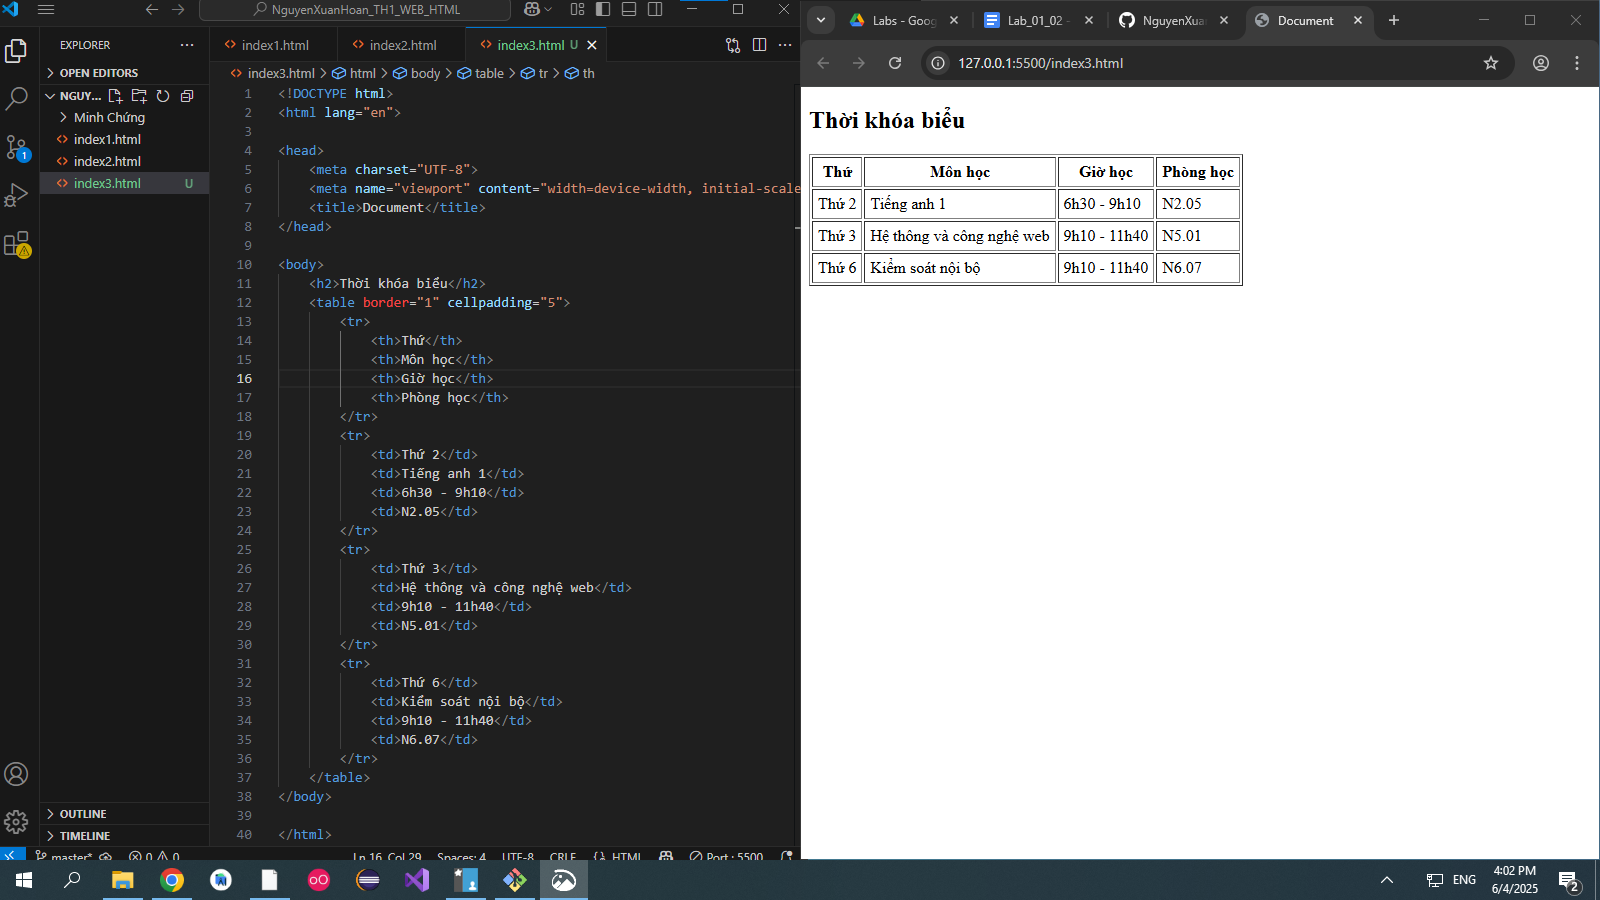 NguyenXuanHoan_TH1_WEB_HTML
EXPLORER
OPEN EDITORS
NGUY...
Minh Chứng
index1.html
index2.html
index3.html U
OUTLINE
TIMELINE
1
index1.html
index2.html
index3.html U
index3.html > html > body > table > tr > th
1 <!DOCTYPE html>
2 <html lang="en">
3
4 <head>
5 <meta charset="UTF-8">
6 <meta name="viewport" content="width=device-width, initial-scale
7 <title>Document</title>
8 </head>
9
10 <body>
11 <h2>Thời khóa biểu</h2>
12 <table border="1" cellpadding="5">
13 <tr>
14 <th>Thứ</th>
15 <th>Môn học</th>
16 <th>Giờ học</th>
17 <th>Phòng học</th>
18 </tr>
19 <tr>
20 <td>Thứ 2</td>
21 <td>Tiếng anh 1</td>
22 <td>6h30 - 9h10</td>
23 <td>N2.05</td>
24 </tr>
25 <tr>
26 <td>Thứ 3</td>
27 <td>Hệ thông và công nghệ web</td>
28 <td>9h10 - 11h40</td>
29 <td>N5.01</td>
30 </tr>
31 <tr>
32 <td>Thứ 6</td>
33 <td>Kiểm soát nội bộ</td>
34 <td>9h10 - 11h40</td>
35 <td>N6.07</td>
36 </tr>
37 </table>
38 </body>
39
40 </html>
master* 0 0 Ln 16, Col 29 Spaces: 4 UTF-8 CRLF {} HTML Port : 5500
Labs - Goog
Lab_01_02 -
NguyenXuan
Document
127.0.0.1:5500/index3.html
Thời khóa biểu
Thứ Môn học Giờ học Phòng học
Thứ 2 Tiếng anh 1 6h30 - 9h10 N2.05
Thứ 3 Hệ thông và công nghệ web 9h10 - 11h40 N5.01
Thứ 6 Kiểm soát nội bộ 9h10 - 11h40 N6.07
ENG
4:02 PM
6/4/2025
2